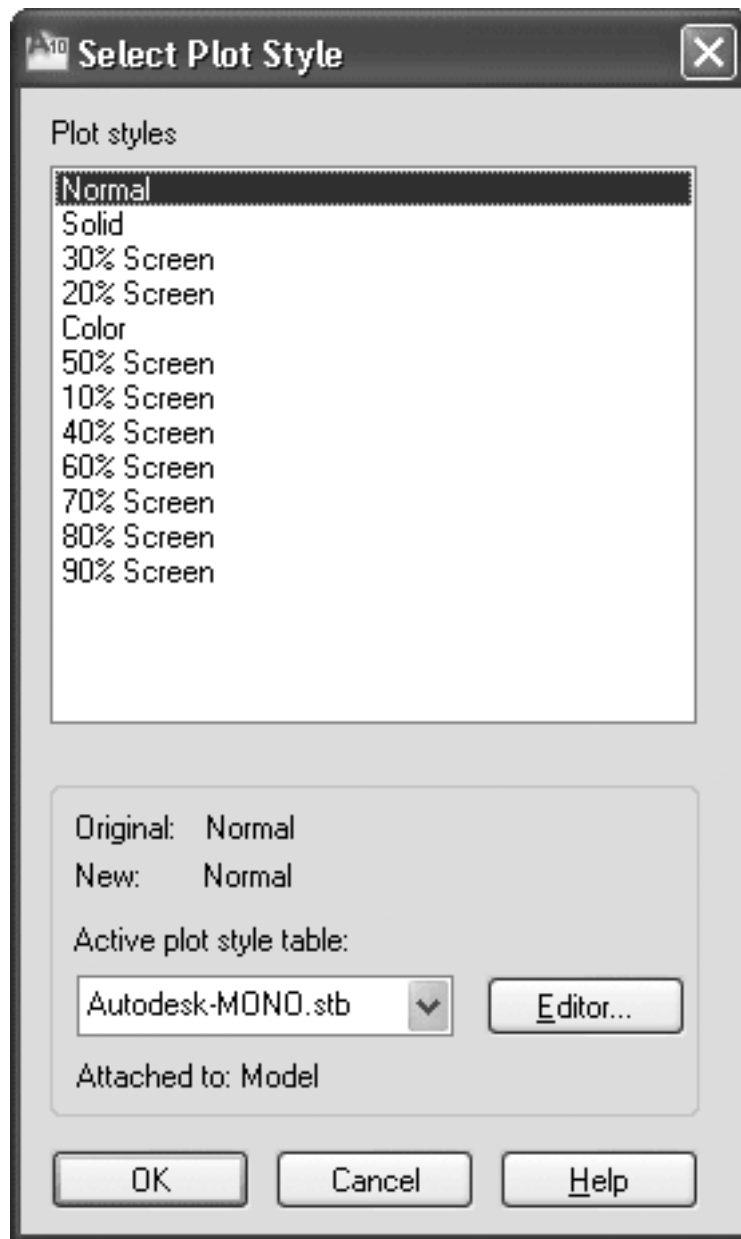 A10 Select Plot Style
Plot styles
Normal
Solid
30% Screen
20% Screen
Color
50% Screen
10% Screen
40% Screen
60% Screen
70% Screen
80% Screen
90% Screen
Original: Normal
New: Normal
Active plot style table:
Autodesk-MONO.stb Editor...
Attached to: Model
OK Cancel Help